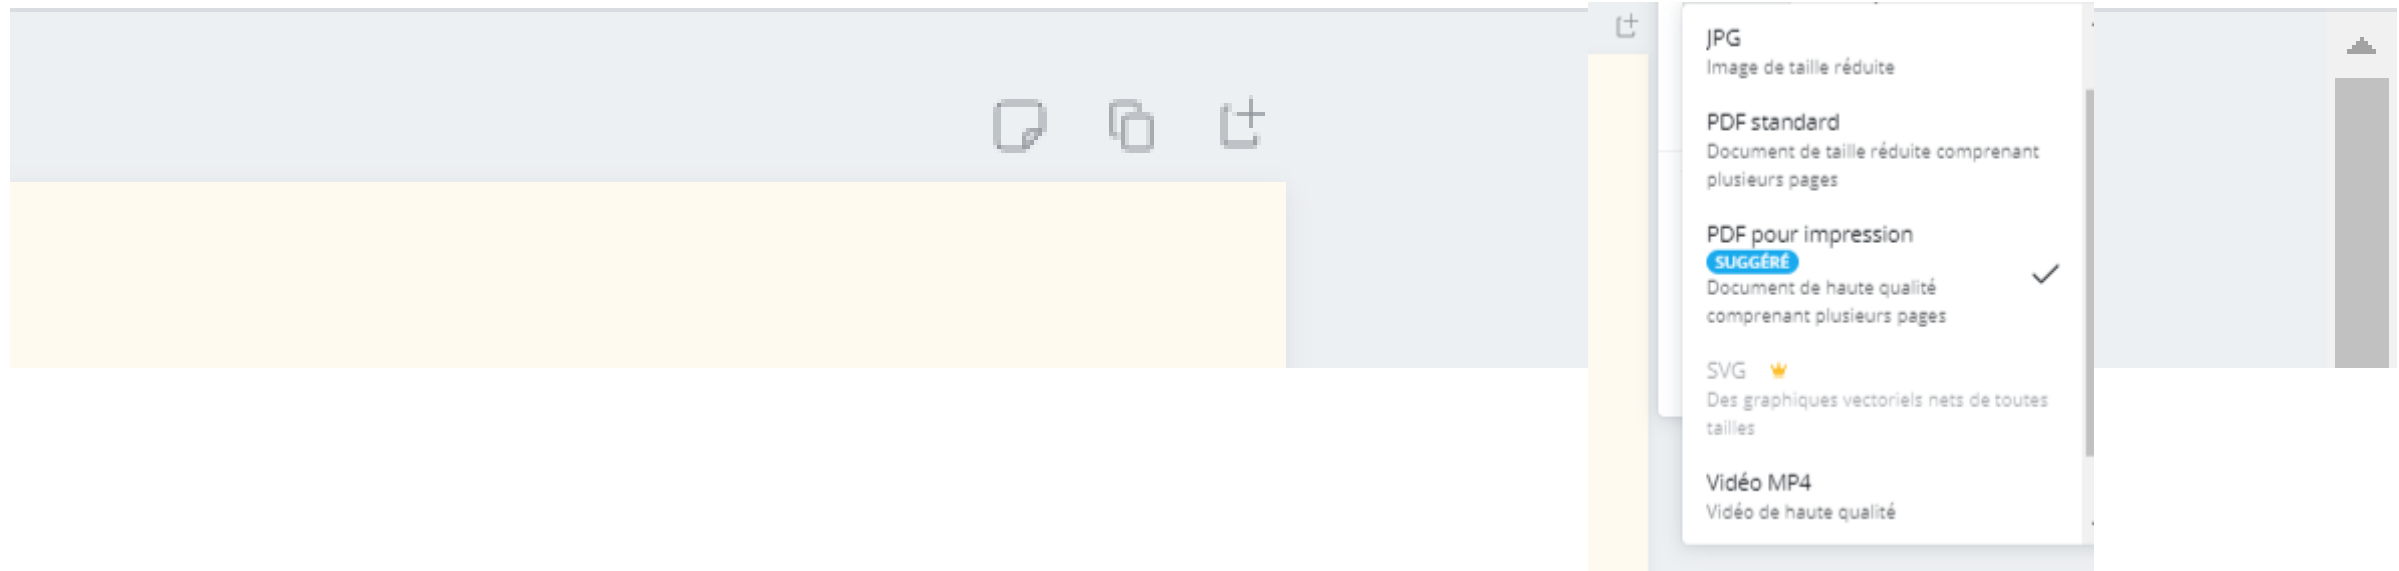 JPG
Image de taille réduite
PDF standard
Document de taille réduite comprenant
plusieurs pages
PDF pour impression
SUGGÉRÉ
Document de haute qualité
comprenant plusieurs pages
SVG
Des graphiques vectoriels nets de toutes
tailles
Vidéo MP4
Vidéo de haute qualité